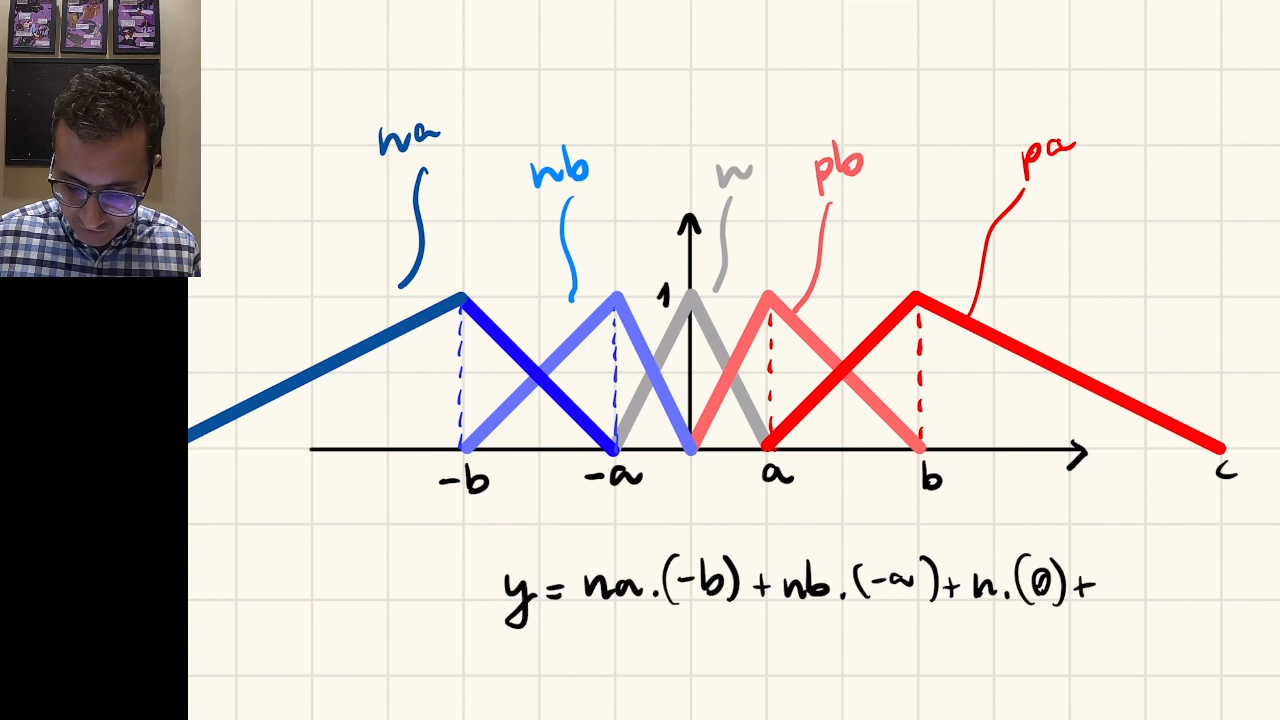 na
nb
n
pb
pa
1
-b
-a
a
b
c
y = na.(-b) + nb.(-a) + n.(0) +